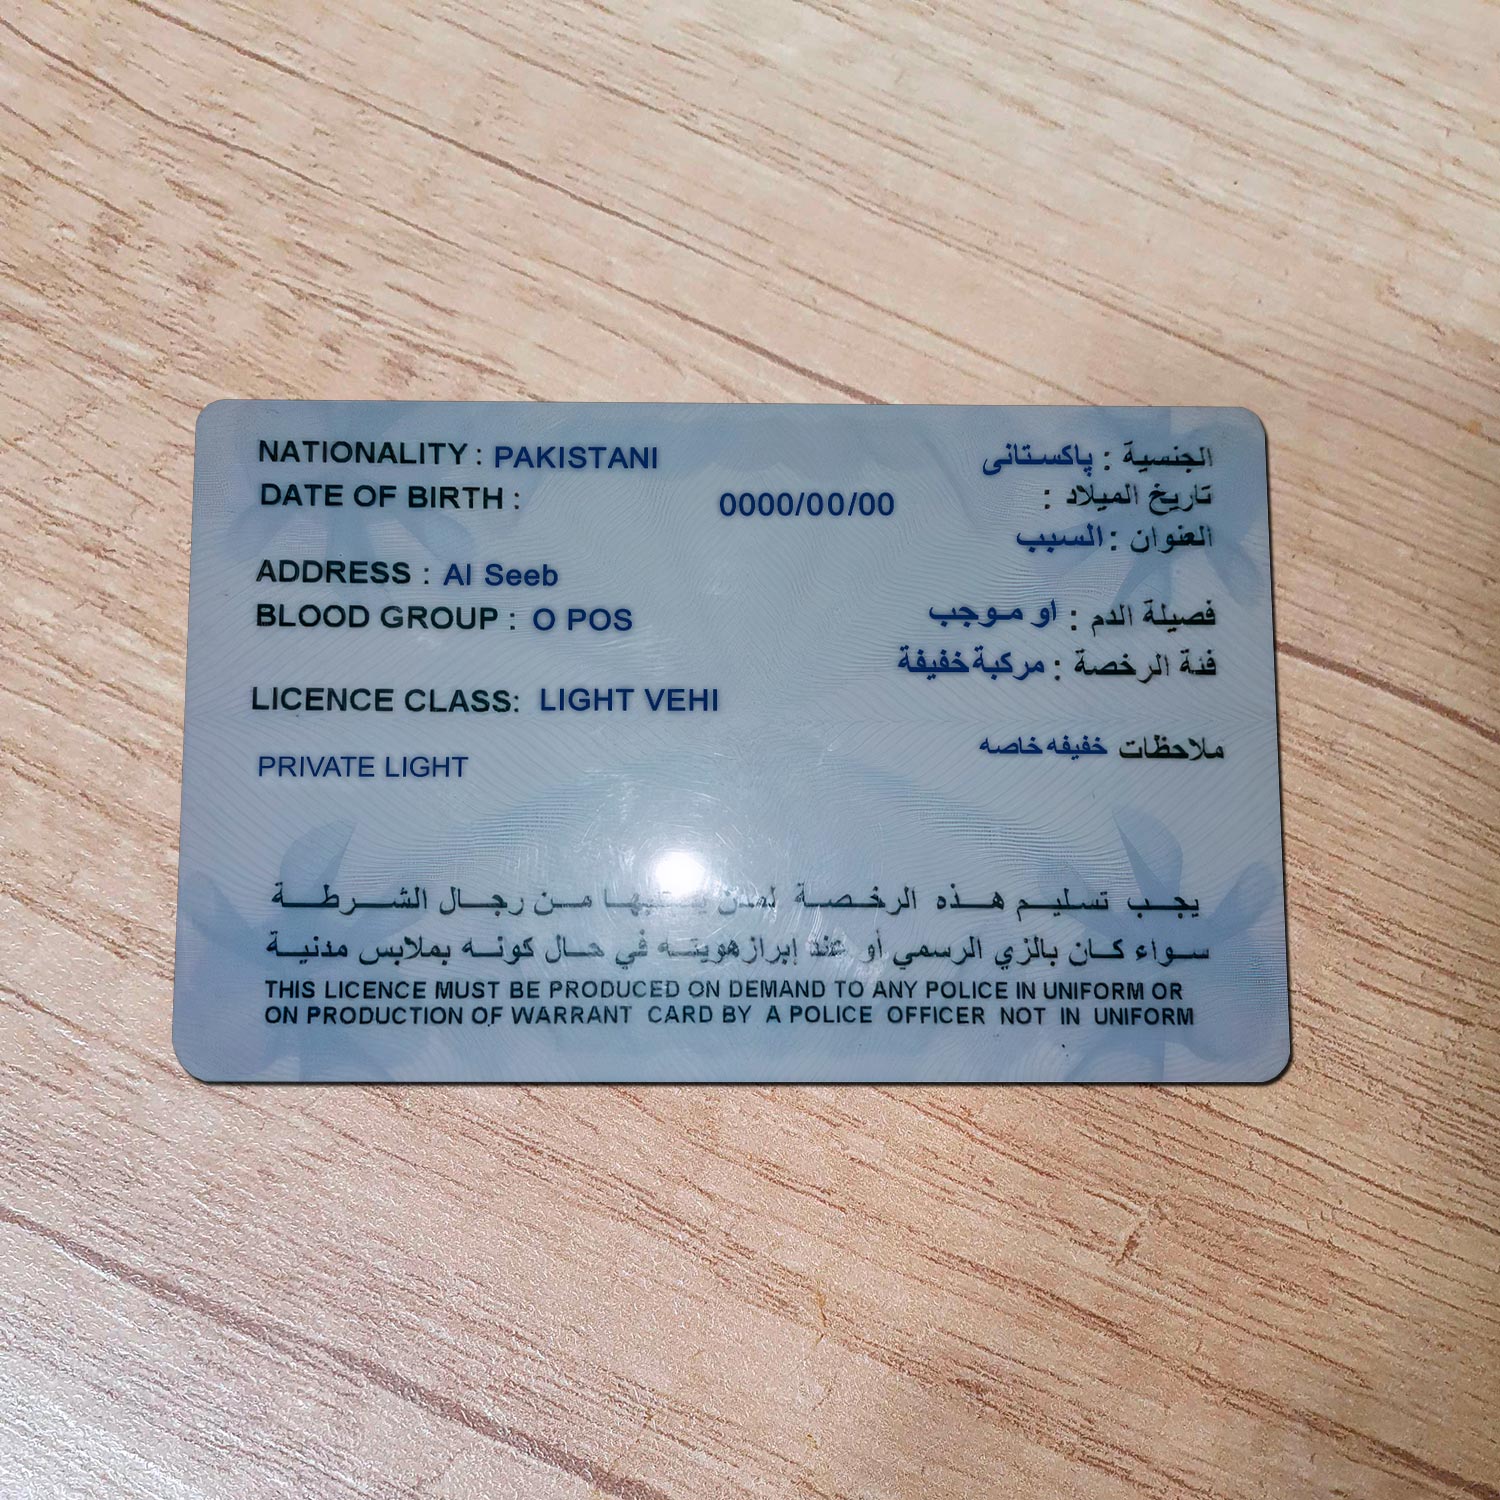 NATIONALITY : PAKISTANI
الجنسية : پاکستانی
DATE OF BIRTH : 0000/00/00
تاريخ الميلاد :
العنوان : السيب
ADDRESS : Al Seeb
BLOOD GROUP : O POS
فصيلة الدم : او موجب
فئة الرخصة : مركبة خفيفة
LICENCE CLASS: LIGHT VEHI
ملاحظات خفيفه خاصه
PRIVATE LIGHT
يجب تسليم هذه الرخصة لمن من رجال الشرطة
سواء كان بالزي الرسمي أو عند إبراز هويته في حال كونه بملابس مدنية
THIS LICENCE MUST BE PRODUCED ON DEMAND TO ANY POLICE IN UNIFORM OR
ON PRODUCTION OF WARRANT CARD BY A POLICE OFFICER NOT IN UNIFORM